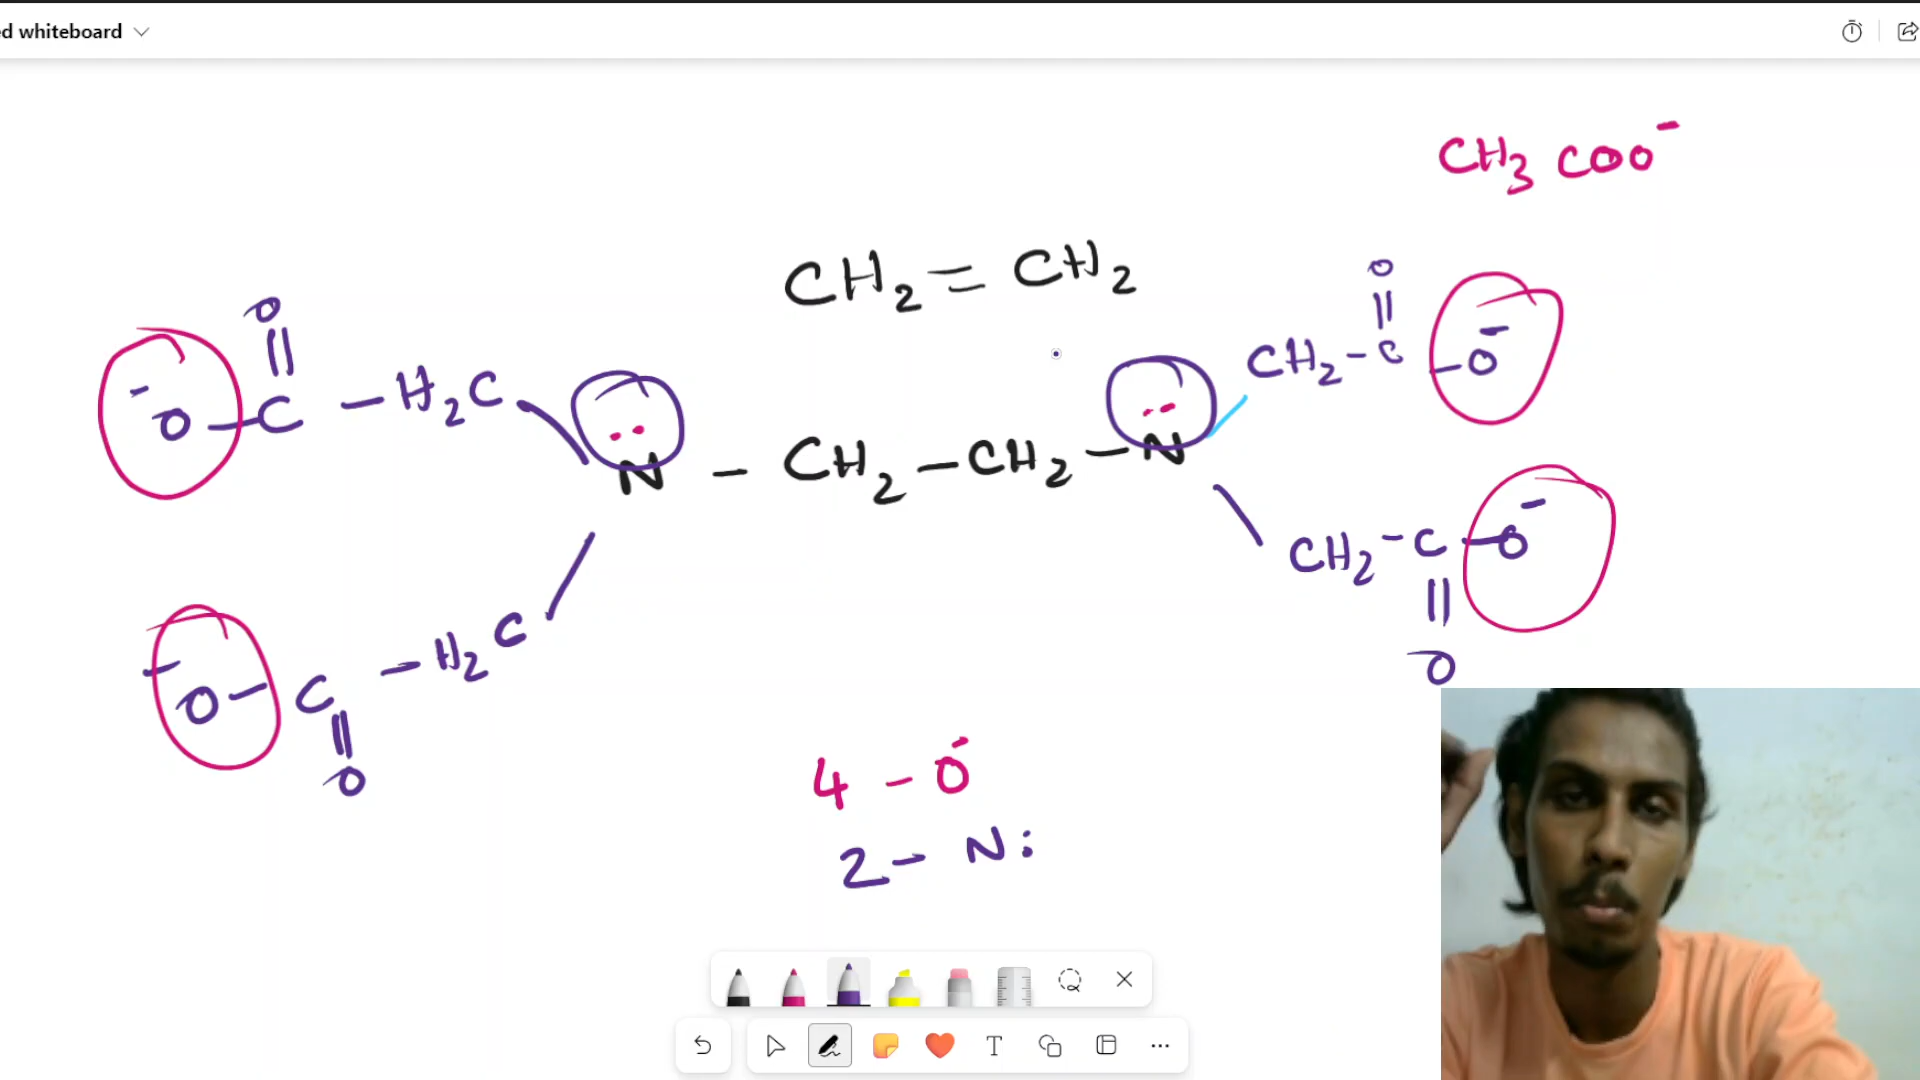 d whiteboard
CH3 COO-
CH2 = CH2
O
O
-O - C - H2C
CH2 - C - O-
N - CH2 - CH2 - N
-O - C - H2C
CH2 - C - O-
O
O
4 - O-
2 - N:
T